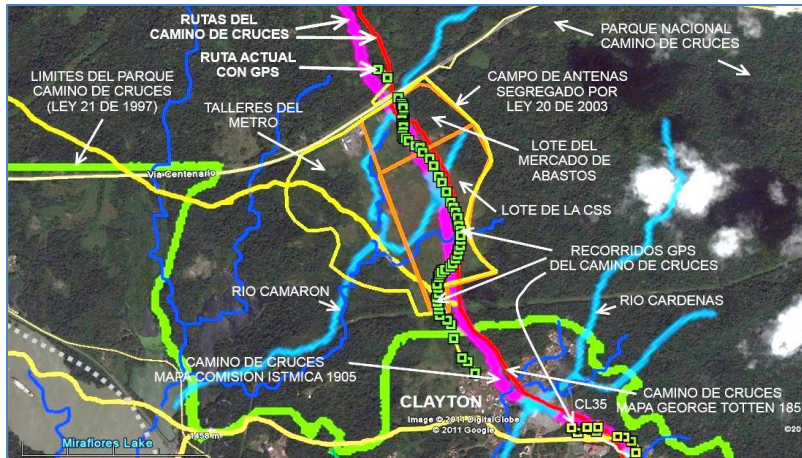 RUTAS DEL
CAMINO DE CRUCES
RUTA ACTUAL
CON GPS
PARQUE NACIONAL
CAMINO DE CRUCES
LIMITES DEL PARQUE
CAMINO DE CRUCES
(LEY 21 DE 1997)
TALLERES DEL
METRO
CAMPO DE ANTENAS
SEGREGADO POR
LEY 20 DE 2003
LOTE DEL
MERCADO DE
ABASTOS
Via Centenario
LOTE DE LA CSS
RECORRIDOS GPS
DEL CAMINO DE CRUCES
RIO CAMARON
RIO CARDENAS
CAMINO DE CRUCES
MAPA COMISION ISTMICA 1905
CLAYTON
CL35
CAMINO DE CRUCES
MAPA GEORGE TOTTEN 185
Image © 2011 DigitalGlobe
© 2011 Google
©20
Miraflores Lake
1458 m